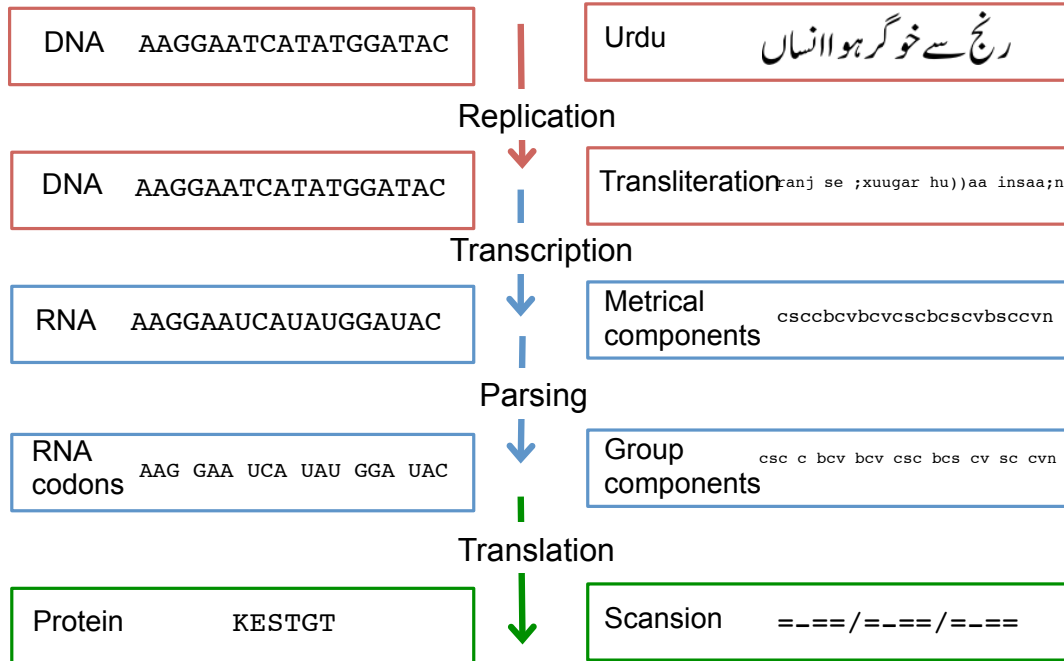 DNA AAGGAATCATATGGATAC
Urdu رنج سے خوگر ہواانساں
Replication
DNA AAGGAATCATATGGATAC
Transliteration ranj se ;xuugar hu))aa insaa;n
Transcription
RNA AAGGAAUCAUAUGGAUAC
Metrical
components csccbcvbcvcscbcscvbsccvn
Parsing
RNA
codons AAG GAA UCA UAU GGA UAC
Group
components csc c bcv bcv csc bcs cv sc cvn
Translation
Protein KESTGT
Scansion =-==/=-==/=-==